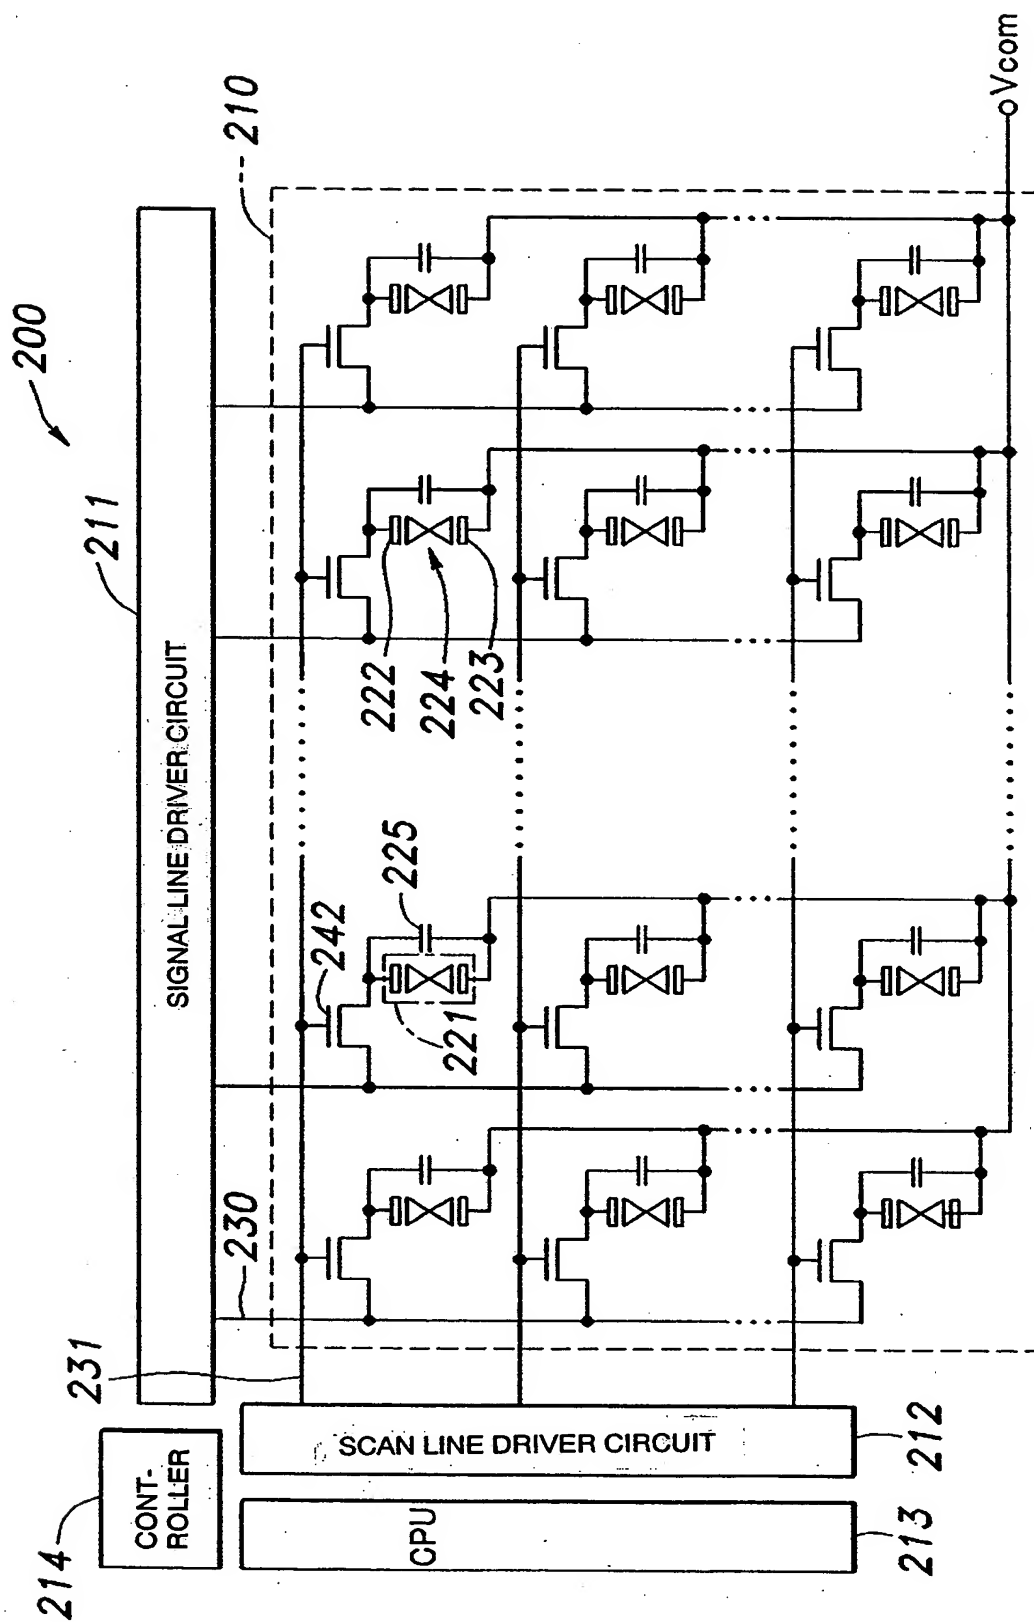 200
211
SIGNAL LINE DRIVER CIRCUIT
214
CONT-
ROLLER
231
230
210
242
225
221
222
224
223
SCAN LINE DRIVER CIRCUIT
212
CPU
213
Vcom